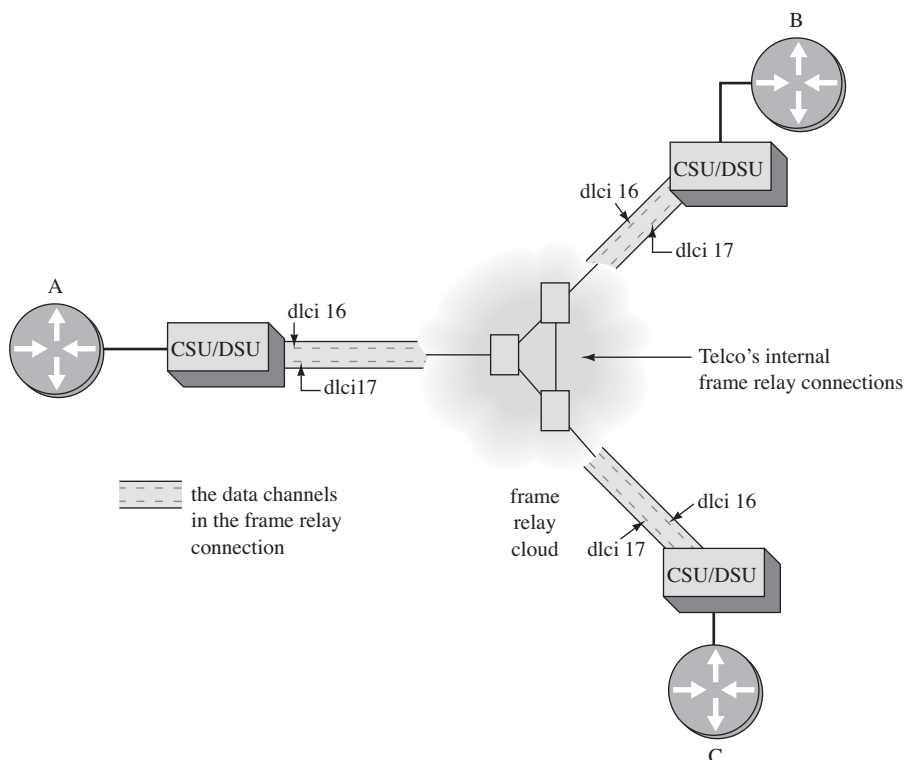 B
CSU/DSU
dlci 16
dlci 17
A
dlci 16
CSU/DSU
dlci17
Telco's internal
frame relay connections
the data channels
in the frame relay
connection
frame
relay
cloud
dlci 16
dlci 17
CSU/DSU
C